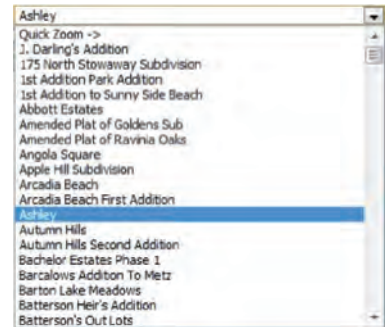 Ashley
Quick Zoom ->
J. Darling's Addition
175 North Stowaway Subdivision
1st Addition Park Addition
1st Addition to Sunny Side Beach
Abbott Estates
Amended Plat of Goldens Sub
Amended Plat of Ravinia Oaks
Angola Square
Apple Hill Subdivision
Arcadia Beach
Arcadia Beach First Addition
Ashley
Autumn Hills
Autumn Hills Second Addition
Bachelor Estates Phase 1
Barcalows Addition To Metz
Barton Lake Meadows
Batterson Heir's Addition
Batterson's Out Lots